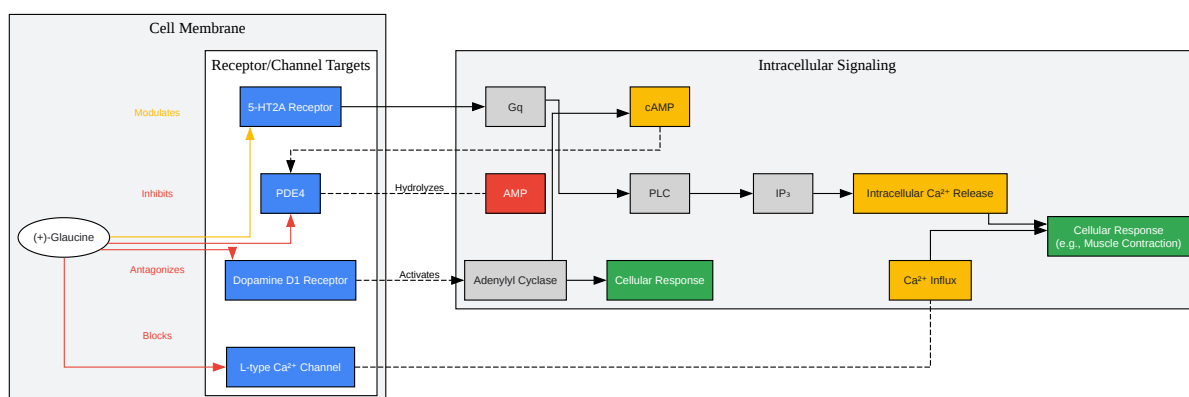 Cell Membrane
Receptor/Channel Targets
Intracellular Signaling
Modulates
5-HT2A Receptor
Gq
cAMP
Inhibits
PDE4
Hydrolyzes
AMP
PLC
IP₃
Intracellular Ca²⁺ Release
(+)-Glaucine
Cellular Response
(e.g., Muscle Contraction)
Antagonizes
Dopamine D1 Receptor
Activates
Adenylyl Cyclase
Cellular Response
Ca²⁺ Influx
Blocks
L-type Ca²⁺ Channel